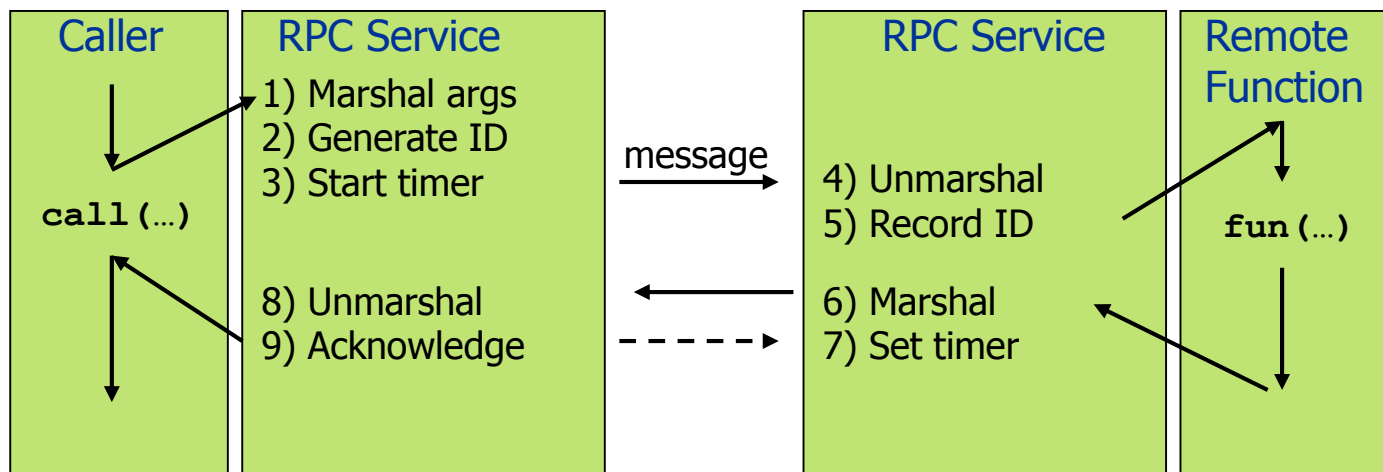 Caller
call(…)
RPC Service
1) Marshal args
2) Generate ID
3) Start timer
8) Unmarshal
9) Acknowledge
message
RPC Service
4) Unmarshal
5) Record ID
6) Marshal
7) Set timer
Remote
Function
fun(…)